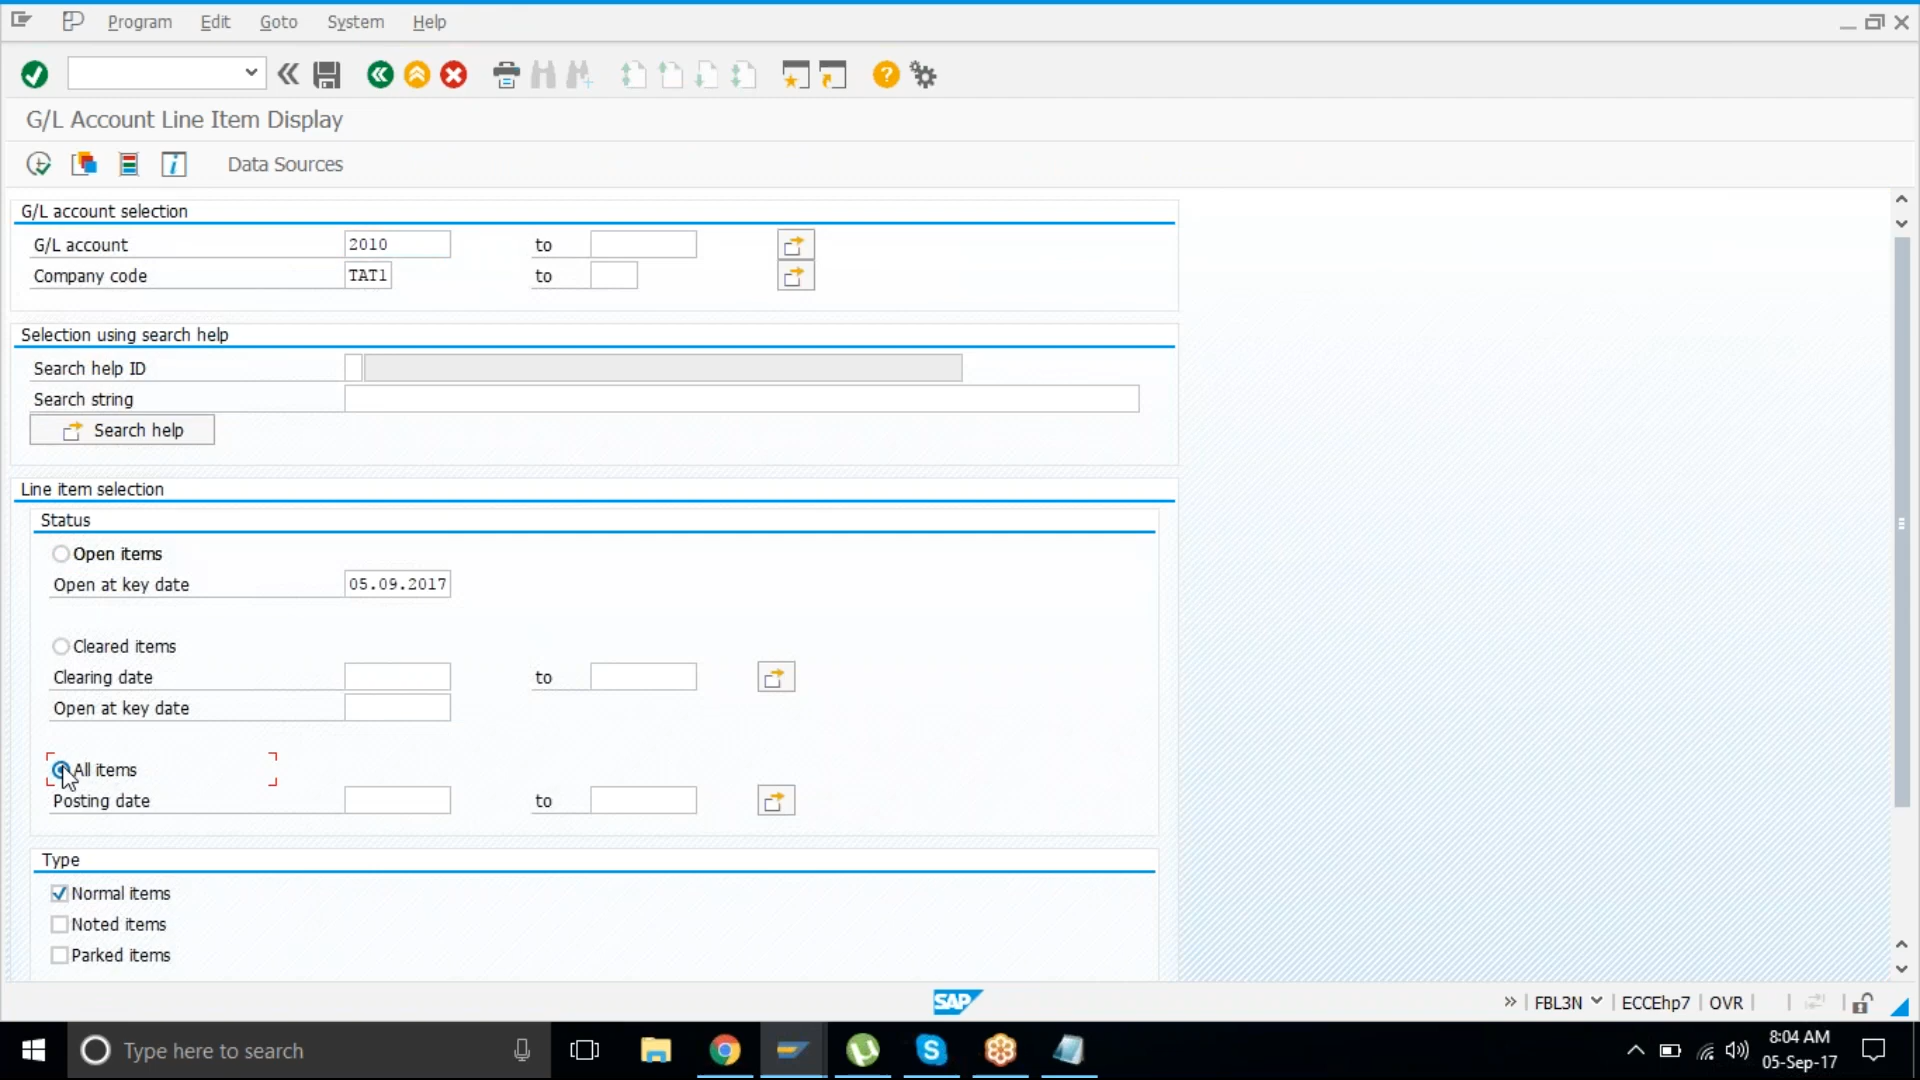 Program Edit Goto System Help
G/L Account Line Item Display
Data Sources
G/L account selection
G/L account 2010 to
Company code TAT1 to
Selection using search help
Search help ID
Search string
Search help
Line item selection
Status
Open items
Open at key date 05.09.2017
Cleared items
Clearing date to
Open at key date
All items
Posting date to
Type
Normal items
Noted items
Parked items
SAP FBL3N ECCEhp7 OVR
Type here to search
8:04 AM
05-Sep-17